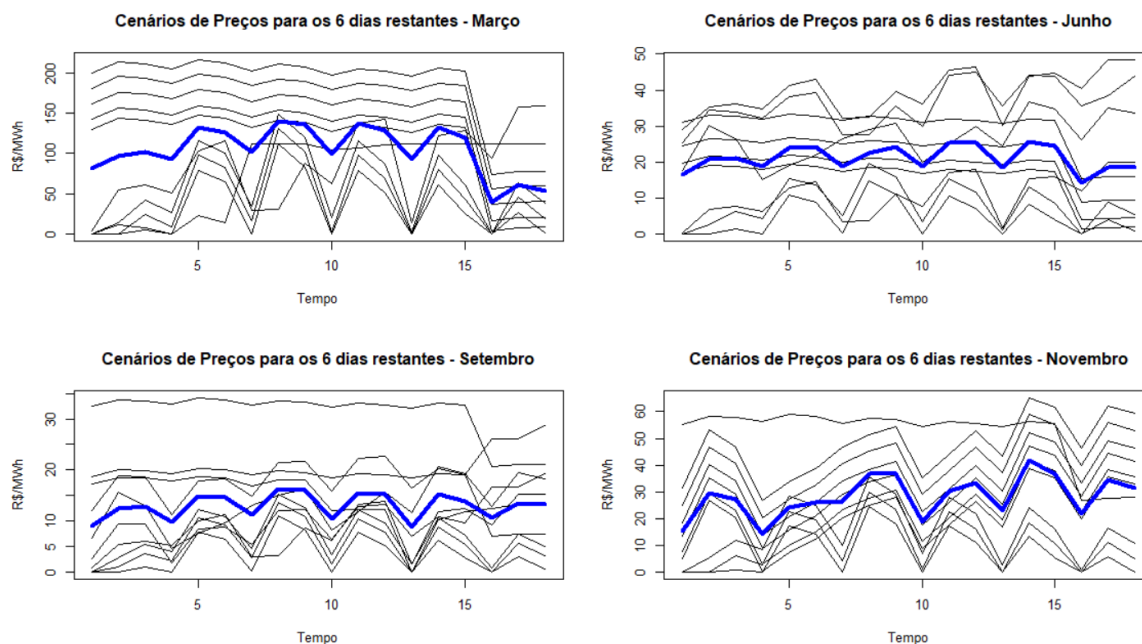 Cenários de Preços para os 6 dias restantes - Março
R$/MWh
0 50 100 150 200
5 10 15
Tempo
Cenários de Preços para os 6 dias restantes - Junho
R$/MWh
0 10 20 30 40 50
5 10 15
Tempo
Cenários de Preços para os 6 dias restantes - Setembro
R$/MWh
0 5 10 20 30
5 10 15
Tempo
Cenários de Preços para os 6 dias restantes - Novembro
R$/MWh
0 10 20 30 40 50 60
5 10 15
Tempo